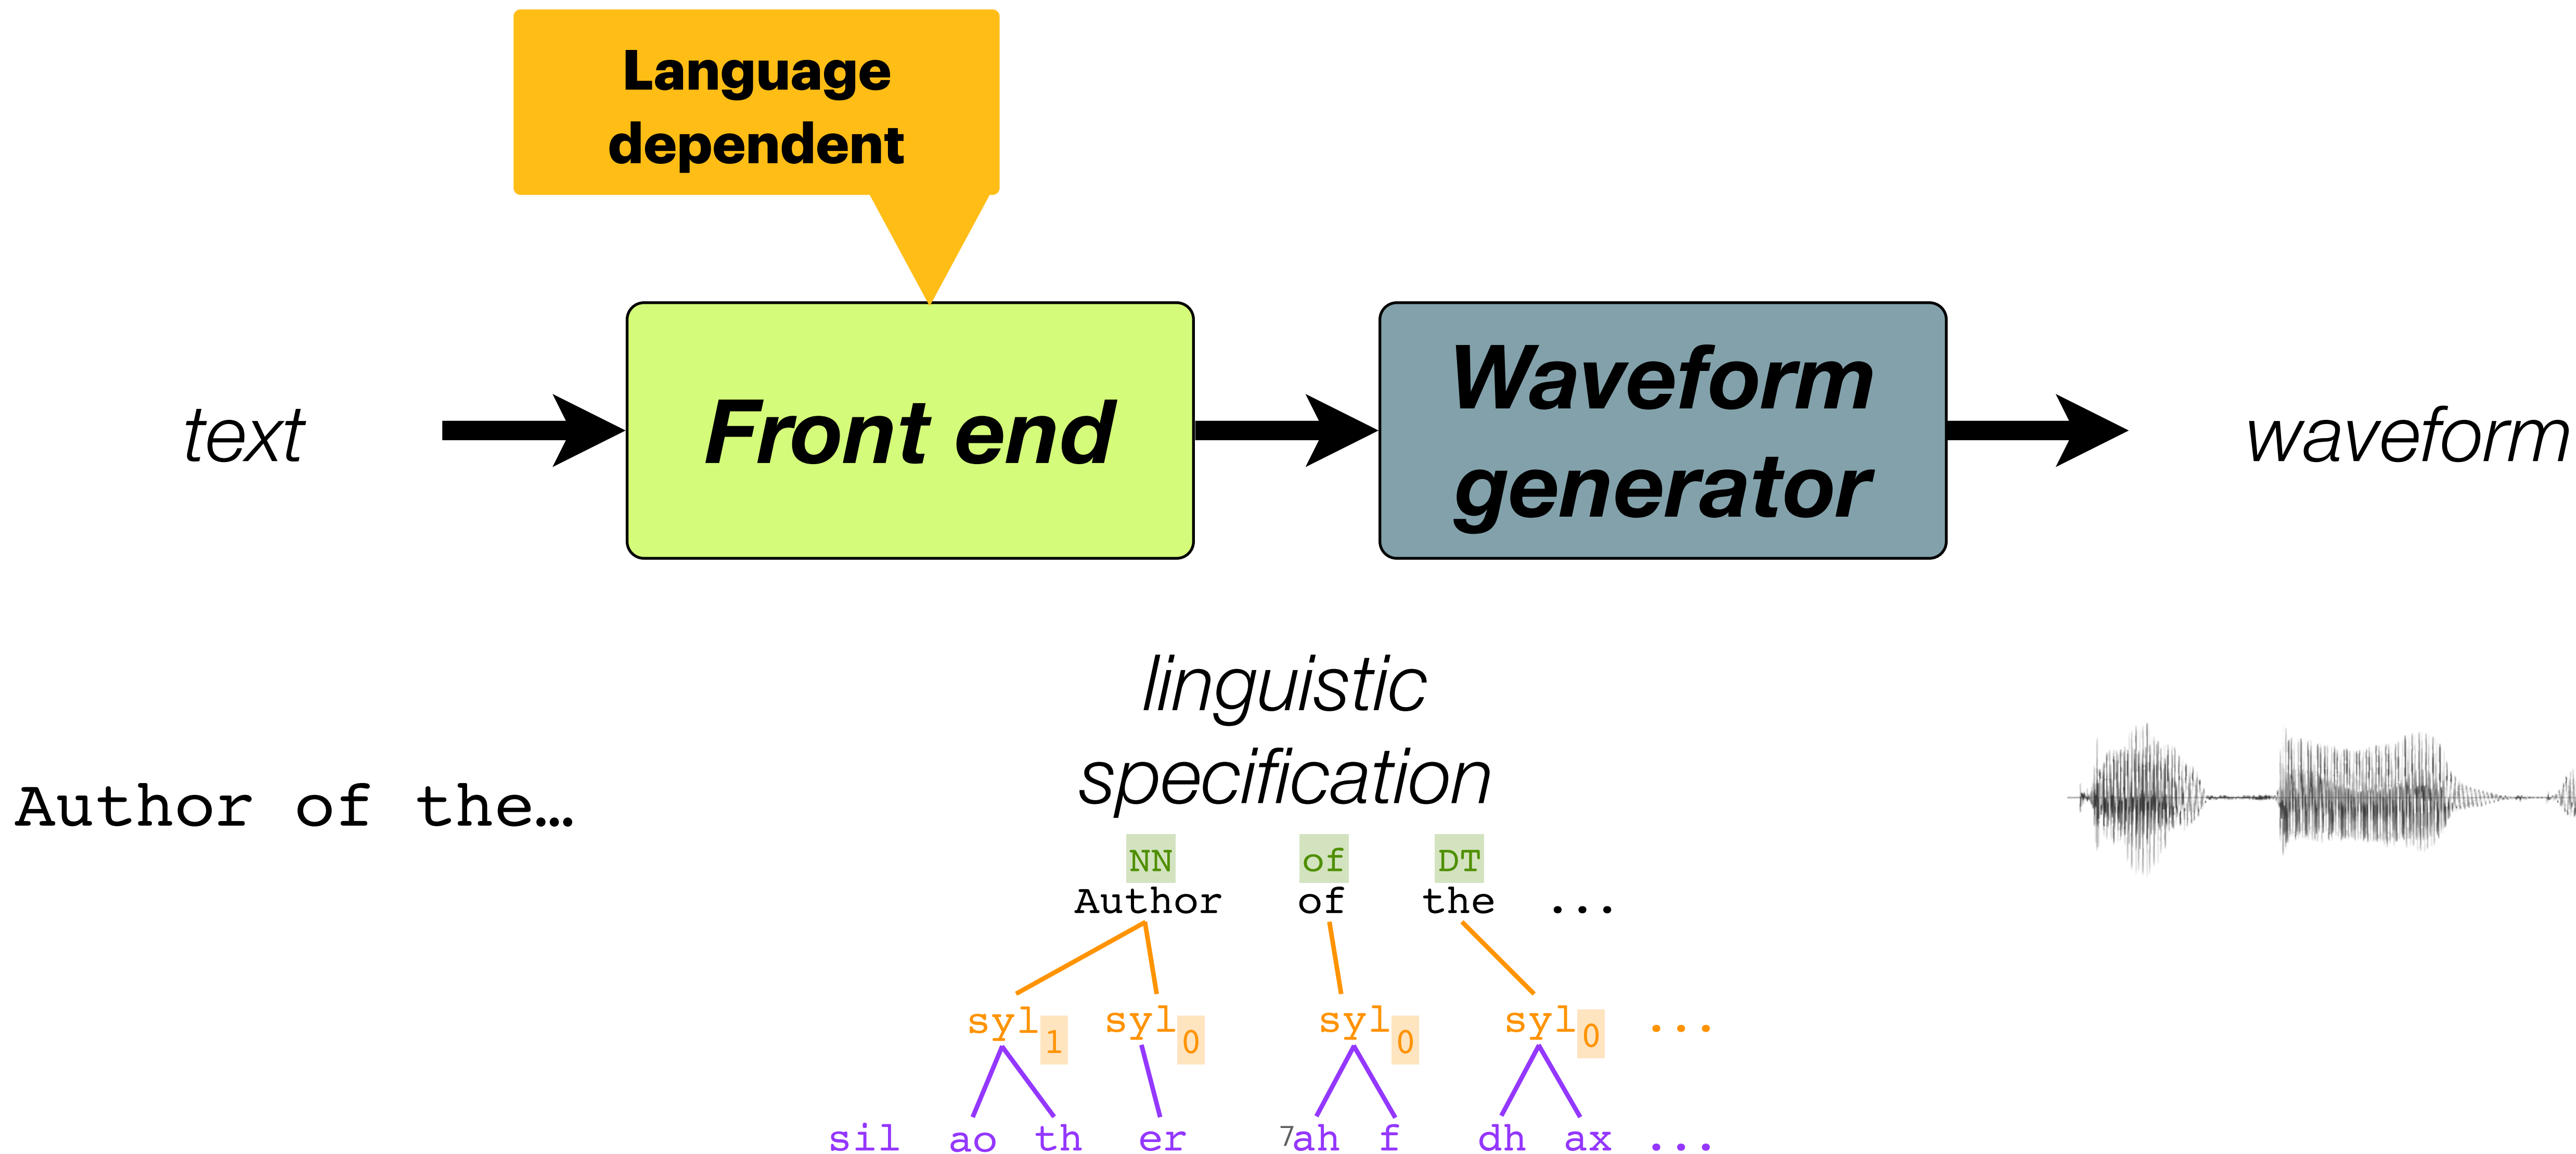 Language
dependent
text
Front end
Waveform
generator
waveform
linguistic
specification
Author of the…
NN of DT
Author of the ...
syl1 syl0 syl0 syl0 ...
sil ao th er ah f dh ax ...
7